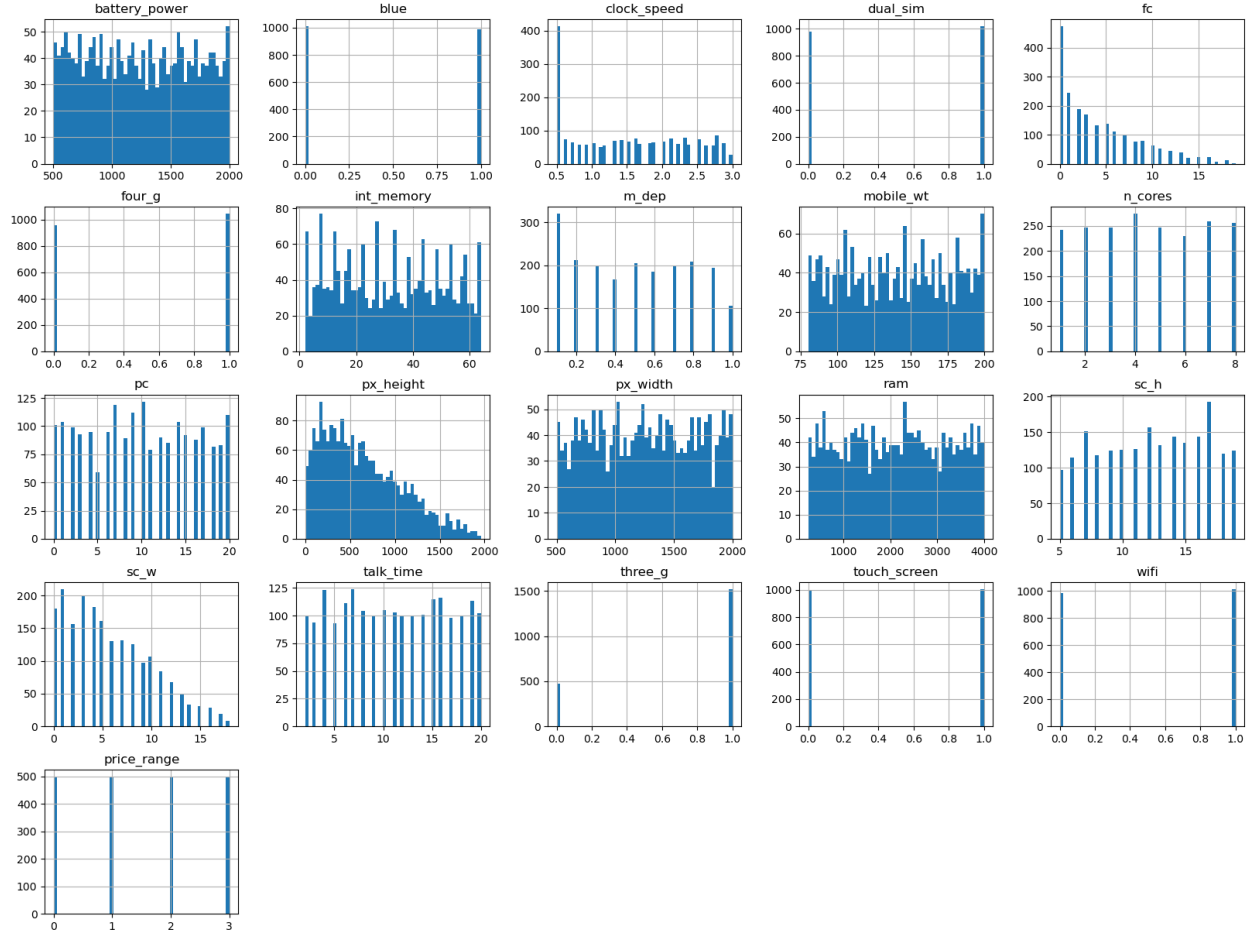 battery_power blue clock_speed dual_sim fc
50 1000 400 1000 400
40 800 300 800 300
30 600 200 600 200
20 400 100 400 100
10 200 0 200 0
0 0 0
500 1000 1500 2000 0.00 0.25 0.50 0.75 1.00 0.5 1.0 1.5 2.0 2.5 3.0 0.0 0.2 0.4 0.6 0.8 1.0 0 5 10 15
four_g int_memory m_dep mobile_wt n_cores
1000 80 300 60 250
800 60 200 40 200
600 40 100 20 150
400 20 0 0 100
200 0 50
0 0
0.0 0.2 0.4 0.6 0.8 1.0 0 20 40 60 0.2 0.4 0.6 0.8 1.0 75 100 125 150 175 200 2 4 6 8
pc px_height px_width ram sc_h
125 80 50 50 200
100 60 40 40 150
75 40 30 30 100
50 20 20 20 50
25 0 10 10 0
0 0 0
0 5 10 15 20 0 500 1000 1500 2000 500 1000 1500 2000 1000 2000 3000 4000 5 10 15
sc_w talk_time three_g touch_screen wifi
200 125 1500 1000 1000
150 100 1000 800 800
100 75 500 600 600
50 50 0 400 400
0 25 200 200
0 0 0
0 5 10 15 5 10 15 20 0.0 0.2 0.4 0.6 0.8 1.0 0.0 0.2 0.4 0.6 0.8 1.0 0.0 0.2 0.4 0.6 0.8 1.0
price_range
500
400
300
200
100
0
0 1 2 3